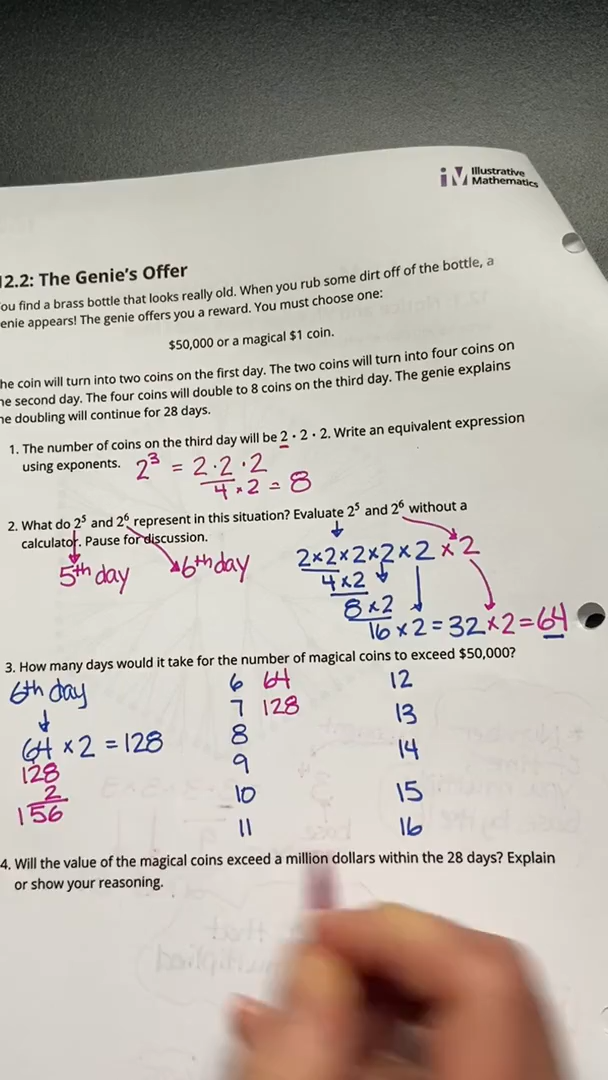 Illustrative
Mathematics
12.2: The Genie's Offer
You find a brass bottle that looks really old. When you rub some dirt off of the bottle, a
genie appears! The genie offers you a reward. You must choose one:
$50,000 or a magical $1 coin.
The coin will turn into two coins on the first day. The two coins will turn into four coins on
the second day. The four coins will double to 8 coins on the third day. The genie explains
the doubling will continue for 28 days.
1. The number of coins on the third day will be 2 · 2 · 2. Write an equivalent expression
using exponents. 2³ = 2·2·2
4 × 2 = 8
2. What do 2⁵ and 2⁶ represent in this situation? Evaluate 2⁵ and 2⁶ without a
calculator. Pause for discussion.
2×2×2×2×2×2
5th day 6th day 4×2
8×2
16×2=32×2=64
3. How many days would it take for the number of magical coins to exceed $50,000?
6th day 6 64 12
7 128 13
64 × 2 = 128 8 14
128 9
2 10 15
156 11 16
4. Will the value of the magical coins exceed a million dollars within the 28 days? Explain
or show your reasoning.